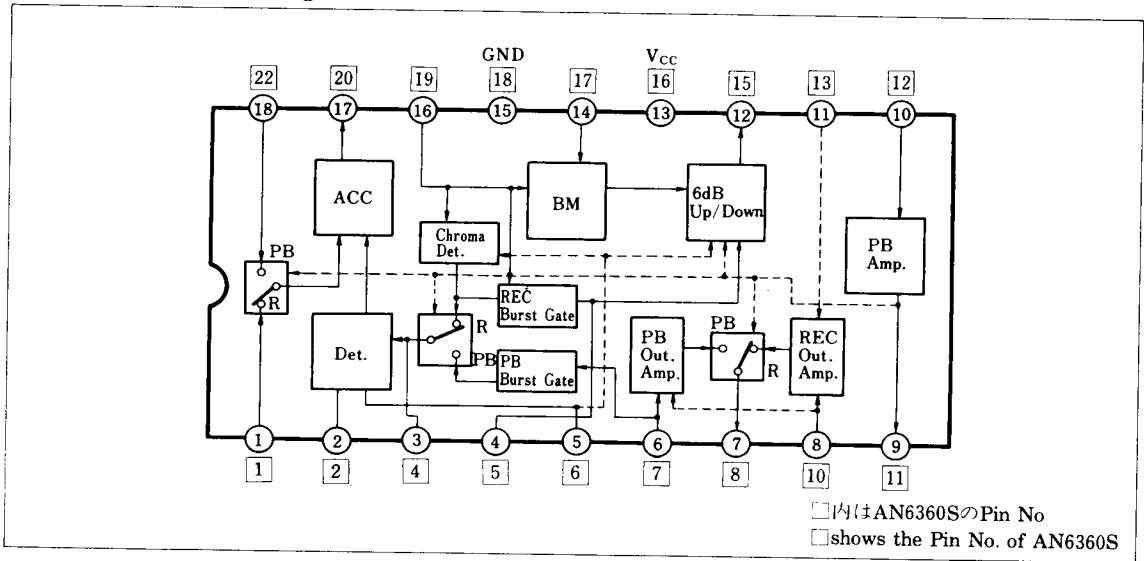 GND
V_CC
22 20 19 18 17 16 15 13 12
18 17 16 15 14 13 12 11 10
ACC
BM
6dB
Up/Down
PB
Amp.
Chroma
Det.
PB
R
REC
Burst Gate
R
PB
PB
Burst Gate
Det.
PB
Out.
Amp.
PB
R
REC
Out.
Amp.
1 2 3 4 5 6 7 8 9
1 2 4 5 6 7 8 10 11
□内はAN6360SのPin No
□shows the Pin No. of AN6360S